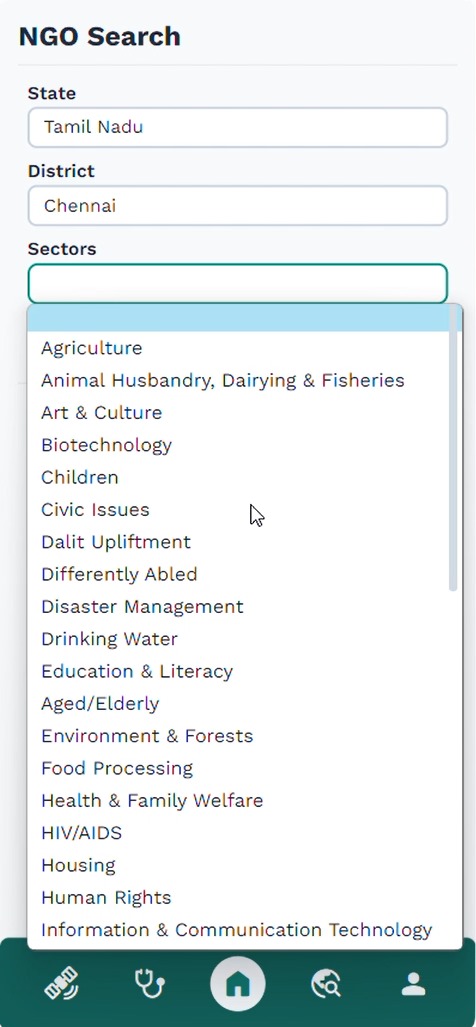 NGO Search
State
Tamil Nadu
District
Chennai
Sectors
Agriculture
Animal Husbandry, Dairying & Fisheries
Art & Culture
Biotechnology
Children
Civic Issues
Dalit Upliftment
Differently Abled
Disaster Management
Drinking Water
Education & Literacy
Aged/Elderly
Environment & Forests
Food Processing
Health & Family Welfare
HIV/AIDS
Housing
Human Rights
Information & Communication Technology